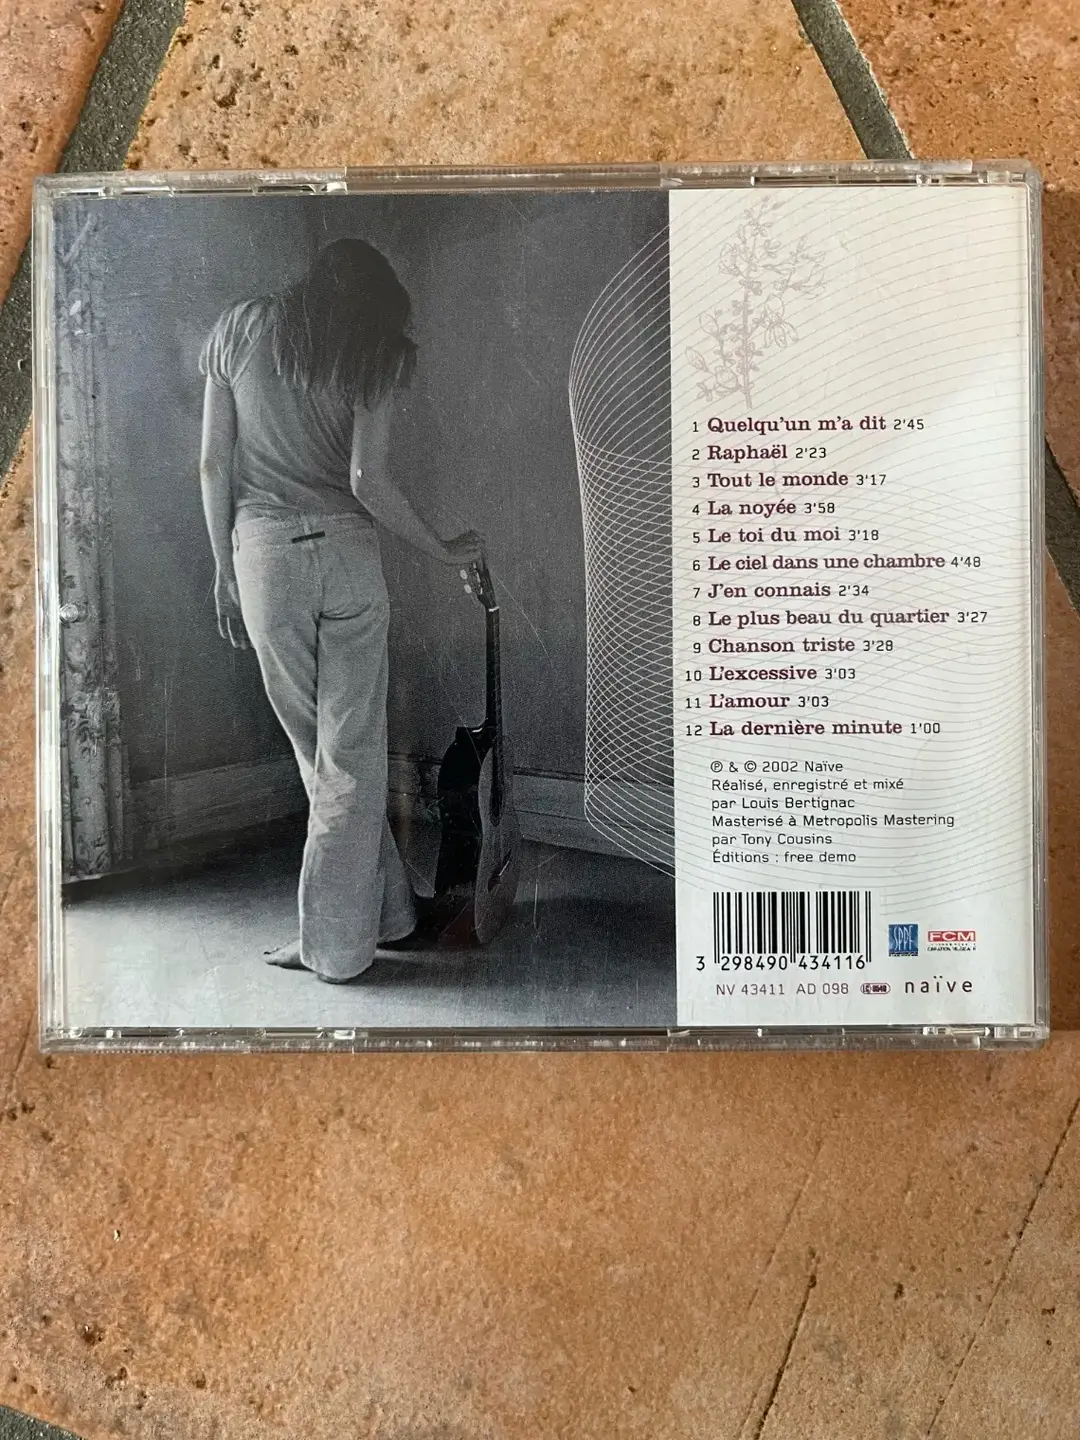 1 Quelqu'un m'a dit 2'45
2 Raphaël 2'23
3 Tout le monde 3'17
4 La noyée 3'58
5 Le toi du moi 3'18
6 Le ciel dans une chambre 4'48
7 J'en connais 2'34
8 Le plus beau du quartier 3'27
9 Chanson triste 3'28
10 L'excessive 3'03
11 L'amour 3'03
12 La dernière minute 1'00
℗ & © 2002 Naïve
Réalisé, enregistré et mixé
par Louis Bertignac
Masterisé à Metropolis Mastering
par Tony Cousins
Éditions : free demo
SPPF FCM
3 298490 434116
NV 43411 AD 098 naïve